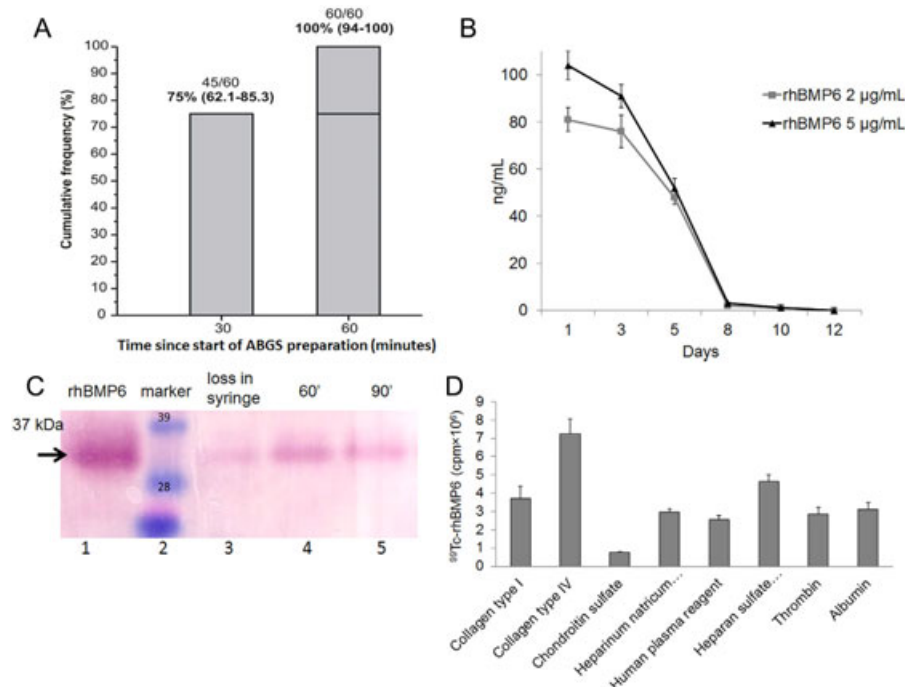 A
60/60
100% (94-100)
45/60
75% (62.1-85.3)
Cumulative frequency (%)
100
90
80
70
60
50
40
30
20
10
0
30
60
Time since start of ABGS preparation (minutes)
B
rhBMP6 2 µg/mL
rhBMP6 5 µg/mL
ng/mL
100
80
60
40
20
0
1 3 5 8 10 12
Days
C
rhBMP6 marker loss in syringe 60' 90'
37 kDa
39
28
1 2 3 4 5
D
⁹⁹Tc-rhBMP6 (cpm×10⁶)
9
8
7
6
5
4
3
2
1
0
Collagen type I
Collagen type IV
Chondroitin sulfate
Heparinum natricum…
Human plasma reagent
Heparan sulfate…
Thrombin
Albumin